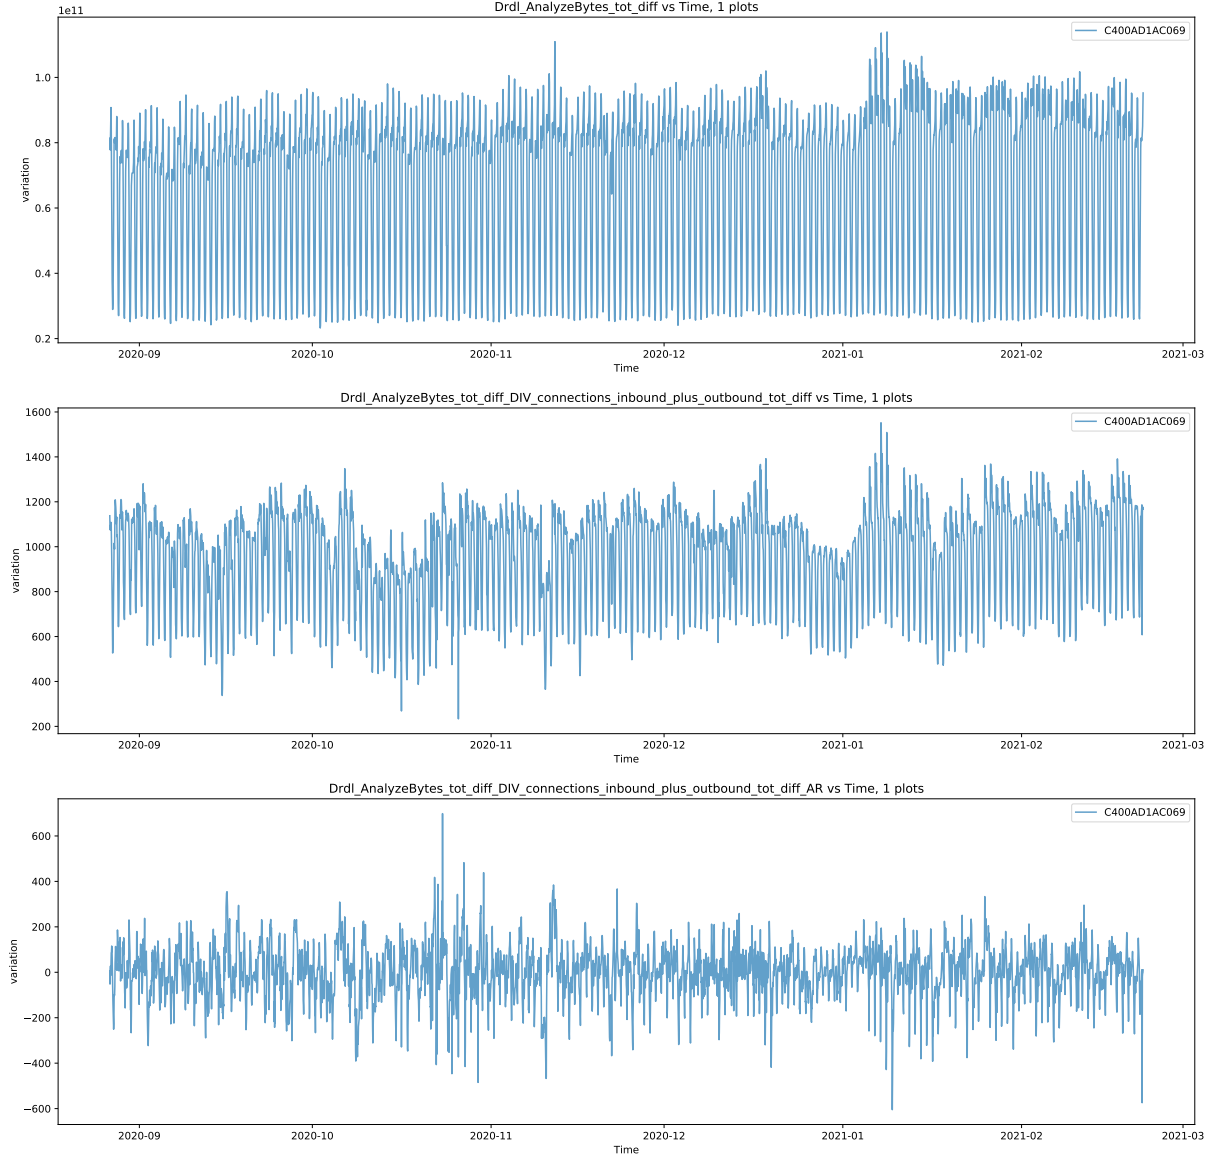 Drdl_AnalyzeBytes_tot_diff vs Time, 1 plots
1e11
C400AD1AC069
1.0
0.8
0.6
0.4
0.2
variation
2020-09 2020-10 2020-11 2020-12 2021-01 2021-02 2021-03
Time
Drdl_AnalyzeBytes_tot_diff_DIV_connections_inbound_plus_outbound_tot_diff vs Time, 1 plots
C400AD1AC069
1600
1400
1200
1000
800
600
400
200
variation
2020-09 2020-10 2020-11 2020-12 2021-01 2021-02 2021-03
Time
Drdl_AnalyzeBytes_tot_diff_DIV_connections_inbound_plus_outbound_tot_diff_AR vs Time, 1 plots
C400AD1AC069
600
400
200
0
−200
−400
−600
variation
2020-09 2020-10 2020-11 2020-12 2021-01 2021-02 2021-03
Time